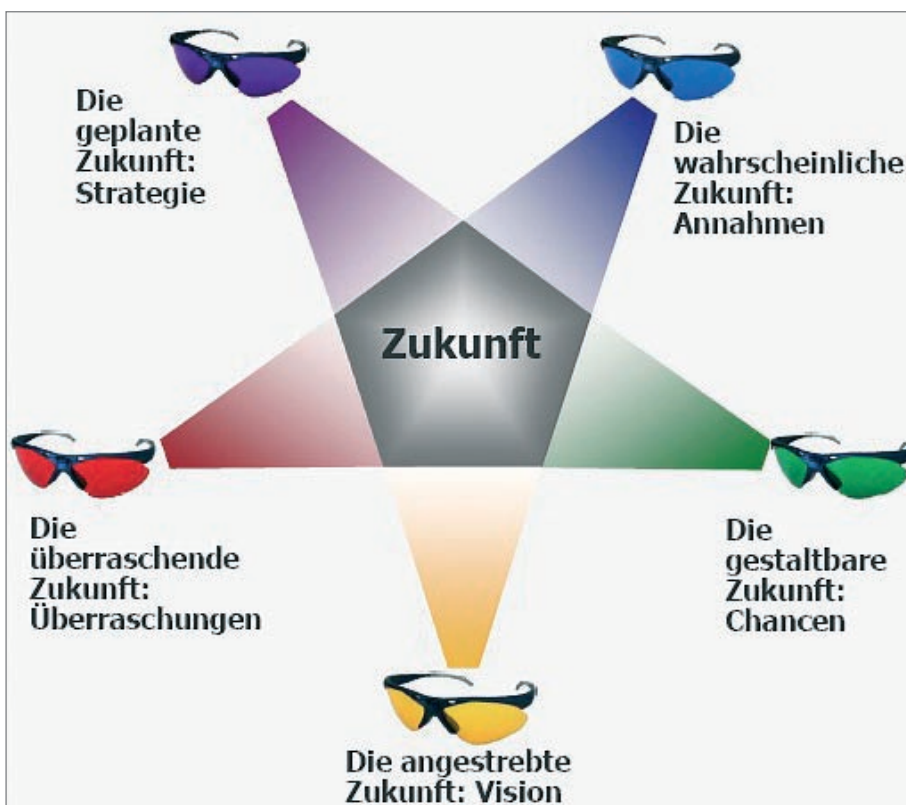 Die
geplante
Zukunft:
Strategie
Die
wahrscheinliche
Zukunft:
Annahmen
Zukunft
Die
überraschende
Zukunft:
Überraschungen
Die
gestaltbare
Zukunft:
Chancen
Die angestrebte
Zukunft: Vision